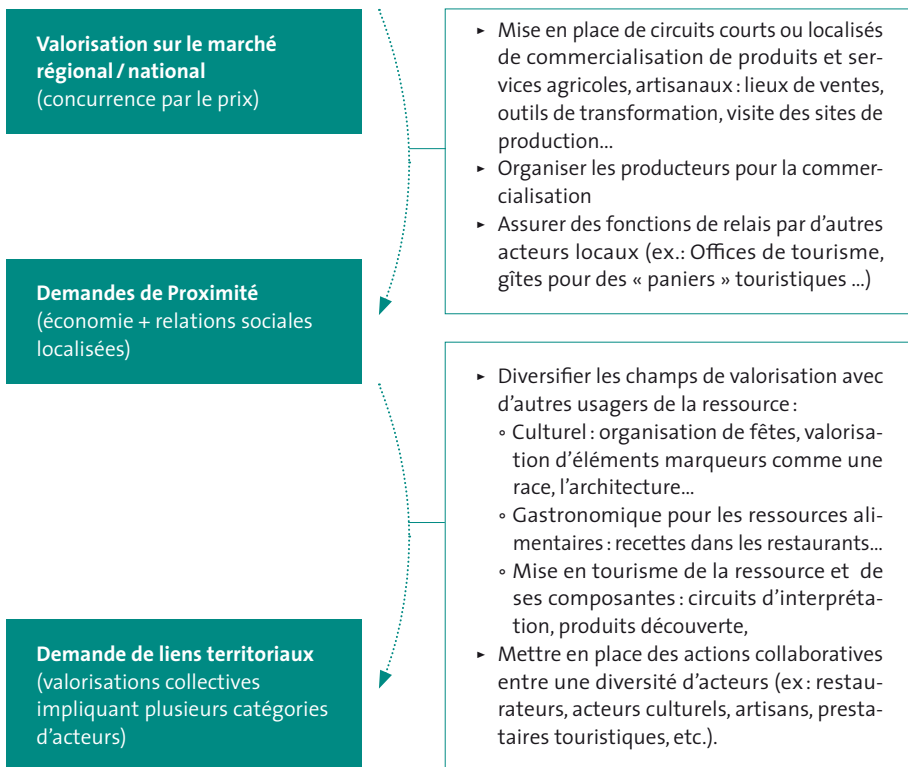 Valorisation sur le marché
régional / national
(concurrence par le prix)
► Mise en place de circuits courts ou localisés
de commercialisation de produits et ser-
vices agricoles, artisanaux : lieux de ventes,
outils de transformation, visite des sites de
production...
► Organiser les producteurs pour la commer-
cialisation
► Assurer des fonctions de relais par d'autres
acteurs locaux (ex.: Offices de tourisme,
gîtes pour des « paniers » touristiques ...)
Demandes de Proximité
(économie + relations sociales
localisées)
► Diversifier les champs de valorisation avec
d'autres usagers de la ressource :
◦ Culturel : organisation de fêtes, valorisa-
tion d'éléments marqueurs comme une
race, l'architecture...
◦ Gastronomique pour les ressources ali-
mentaires : recettes dans les restaurants...
◦ Mise en tourisme de la ressource et de
ses composantes : circuits d'interpréta-
tion, produits découverte,
► Mettre en place des actions collaboratives
entre une diversité d'acteurs (ex : restau-
rateurs, acteurs culturels, artisans, presta-
taires touristiques, etc.).
Demande de liens territoriaux
(valorisations collectives
impliquant plusieurs catégories
d'acteurs)